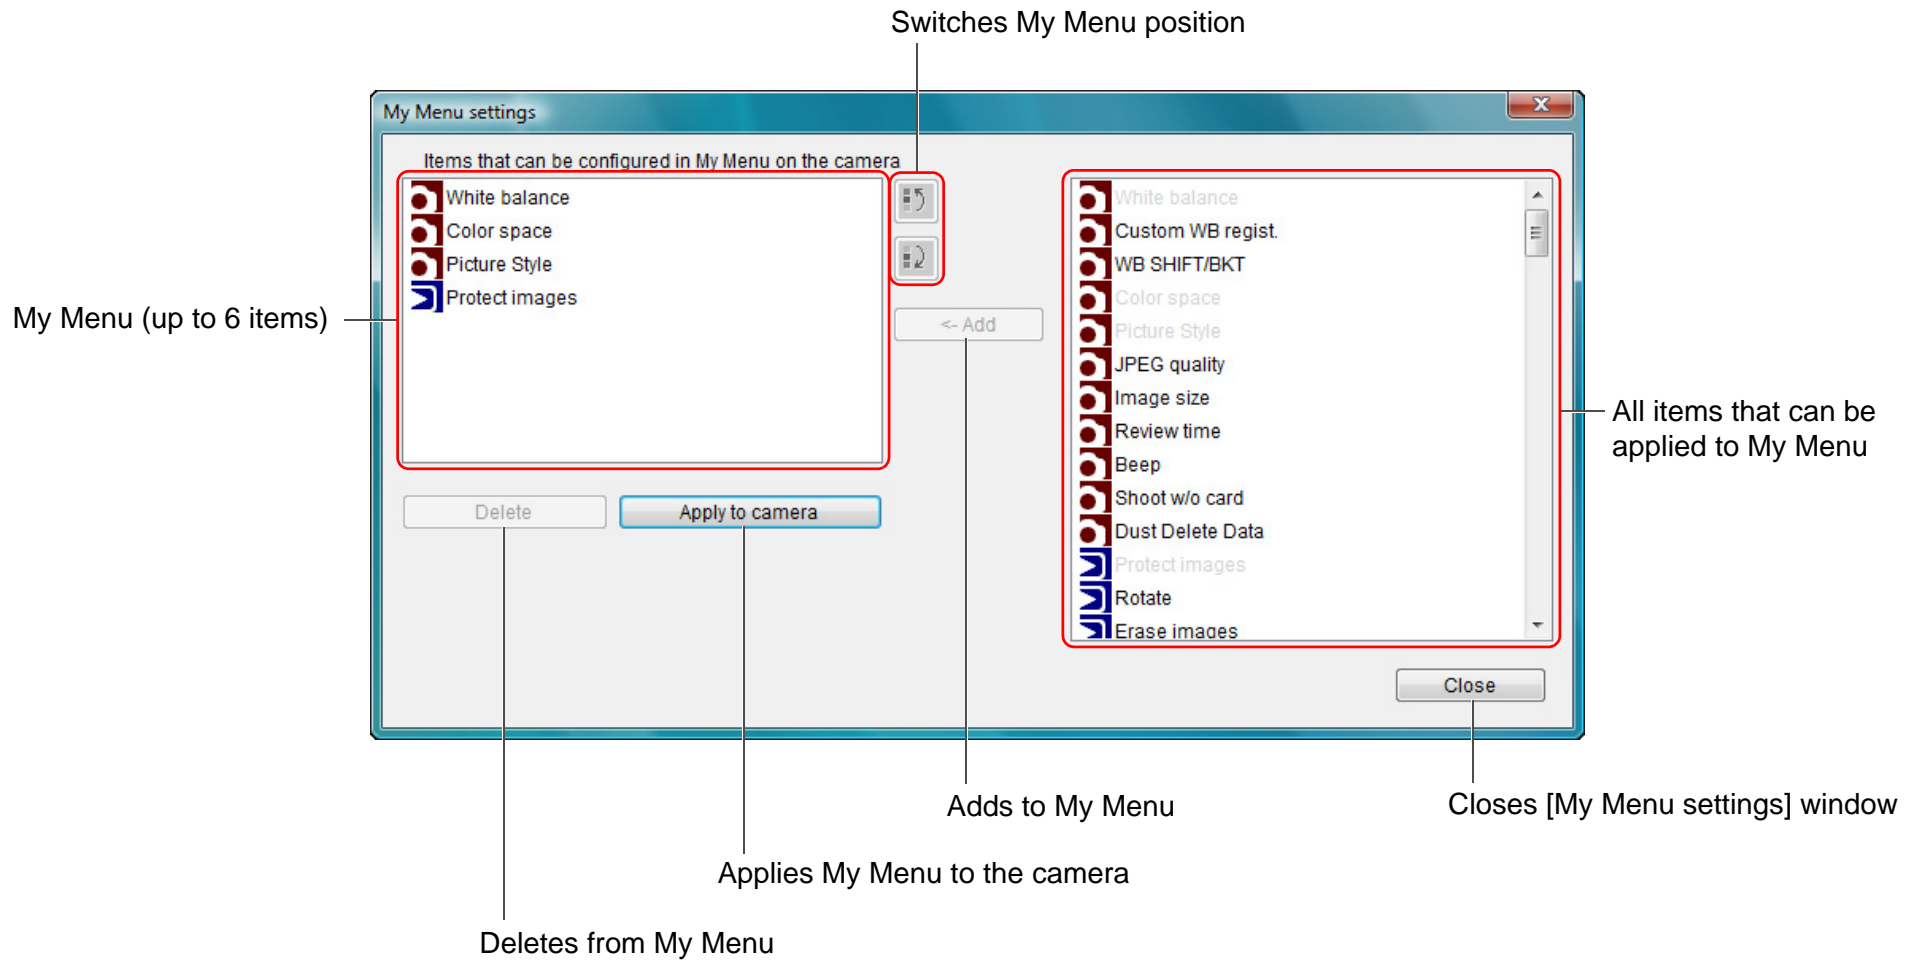 Switches My Menu position
My Menu settings
X
Items that can be configured in My Menu on the camera
White balance
Color space
Picture Style
Protect images
<- Add
White balance
Custom WB regist.
WB SHIFT/BKT
Color space
Picture Style
JPEG quality
Image size
Review time
Beep
Shoot w/o card
Dust Delete Data
Protect images
Rotate
Erase images
My Menu (up to 6 items)
All items that can be
applied to My Menu
Delete
Apply to camera
Close
Adds to My Menu
Closes [My Menu settings] window
Applies My Menu to the camera
Deletes from My Menu